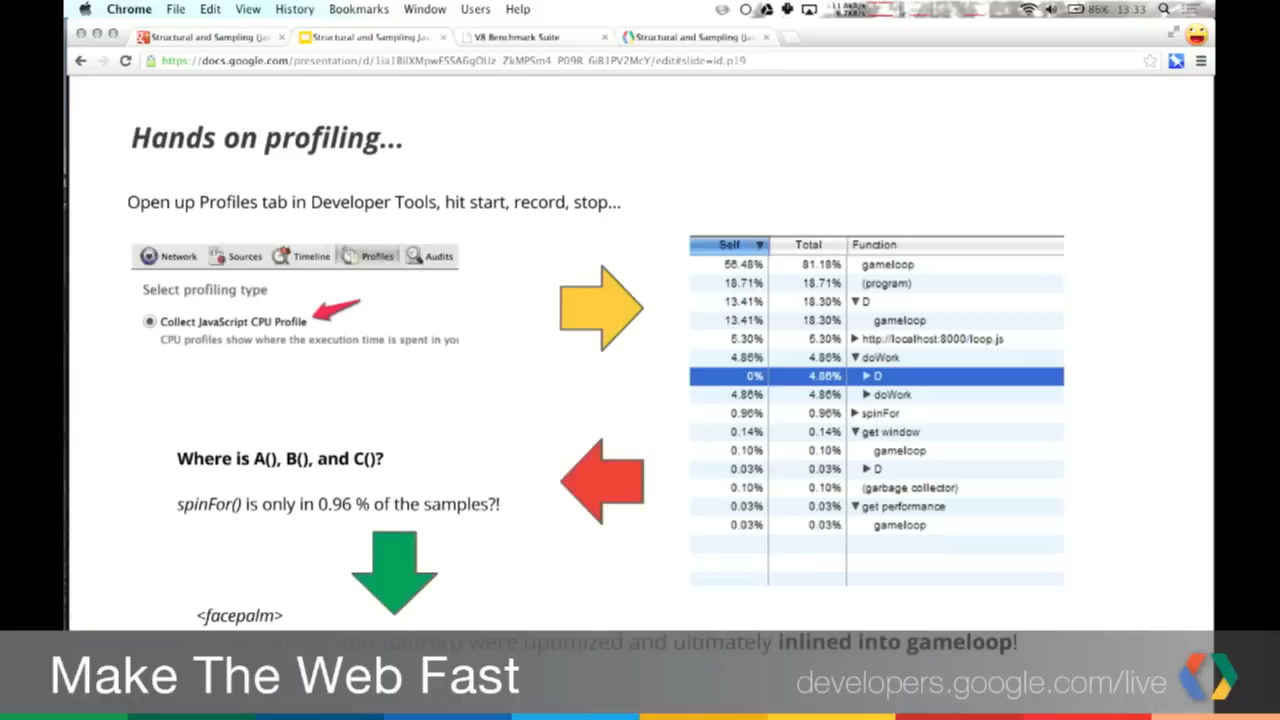 Chrome File Edit View History Bookmarks Window Users Help 86% 13:33
Structural and Sampling (Jav Structural and Sampling Jav V8 Benchmark Suite Structural and Sampling (Jav
Hands on profiling...
Open up Profiles tab in Developer Tools, hit start, record, stop...
Network Sources Timeline Profiles Audits
Select profiling type
Collect JavaScript CPU Profile
CPU profiles show where the execution time is spent in you
Self Total Function
56.48% 81.18% gameloop
18.71% 18.71% (program)
13.41% 18.30% D
13.41% 18.30% gameloop
5.30% 5.30% http://localhost:8000/loop.js
4.86% 4.86% doWork
0% 4.86% D
4.86% 4.86% doWork
0.96% 0.96% spinFor
0.14% 0.14% get window
0.10% 0.10% gameloop
0.03% 0.03% D
0.10% 0.10% (garbage collector)
0.03% 0.03% get performance
0.03% 0.03% gameloop
Where is A(), B(), and C()?
spinFor() is only in 0.96 % of the samples?!
<facepalm>
spinFor() were optimized and ultimately inlined into gameloop!
Make The Web Fast
developers.google.com/live